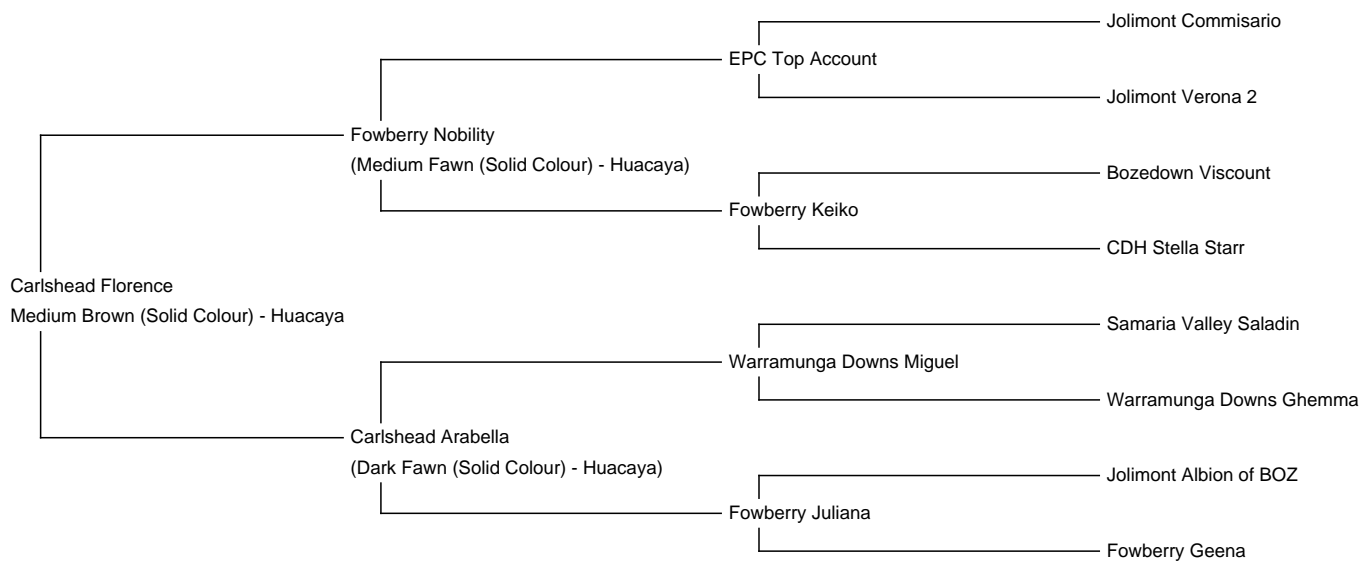 Jolimont Commisario
EPC Top Account
Jolimont Verona 2
Fowberry Nobility
(Medium Fawn (Solid Colour) - Huacaya)
Bozedown Viscount
Fowberry Keiko
CDH Stella Starr
Carlshead Florence
Medium Brown (Solid Colour) - Huacaya
Samaria Valley Saladin
Warramunga Downs Miguel
Warramunga Downs Ghemma
Carlshead Arabella
(Dark Fawn (Solid Colour) - Huacaya)
Jolimont Albion of BOZ
Fowberry Juliana
Fowberry Geena